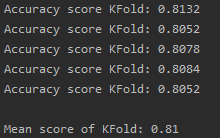 Accuracy score KFold: 0.8132
Accuracy score KFold: 0.8052
Accuracy score KFold: 0.8078
Accuracy score KFold: 0.8084
Accuracy score KFold: 0.8052
Mean score of KFold: 0.81